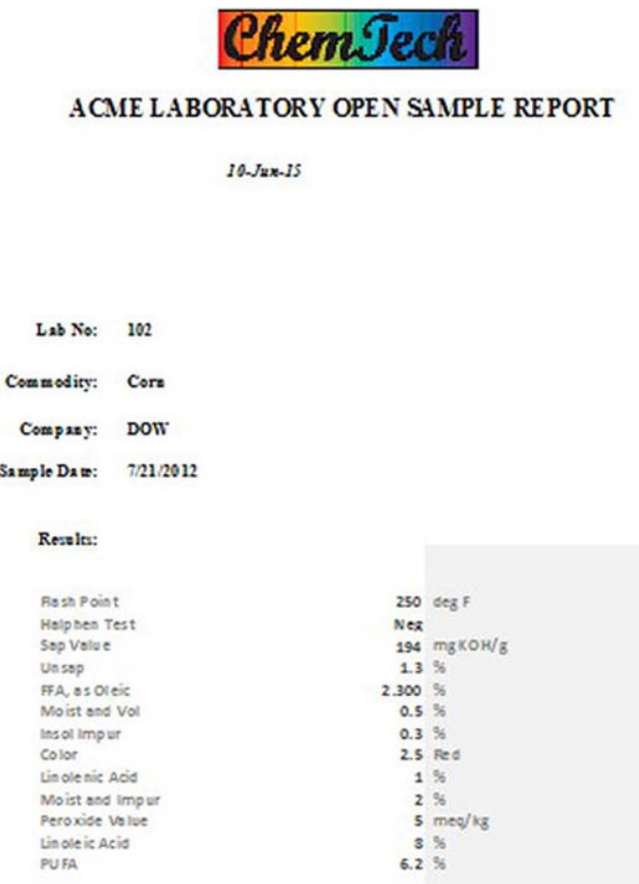 ChemTech
ACME LABORATORY OPEN SAMPLE REPORT
10-Jun-15
Lab No: 102
Commodity: Corn
Company: DOW
Sample Date: 7/21/2012
Results:
Flash Point 250 deg F
Halphen Test Neg
Sap Value 194 mgKOH/g
Unsap 1.3 %
FFA, as Oleic 2.300 %
Moist and Vol 0.5 %
Insol Impur 0.3 %
Color 2.5 Red
Linolenic Acid 1 %
Moist and Impur 2 %
Peroxide Value 5 meq/kg
Linoleic Acid 8 %
PUFA 6.2 %